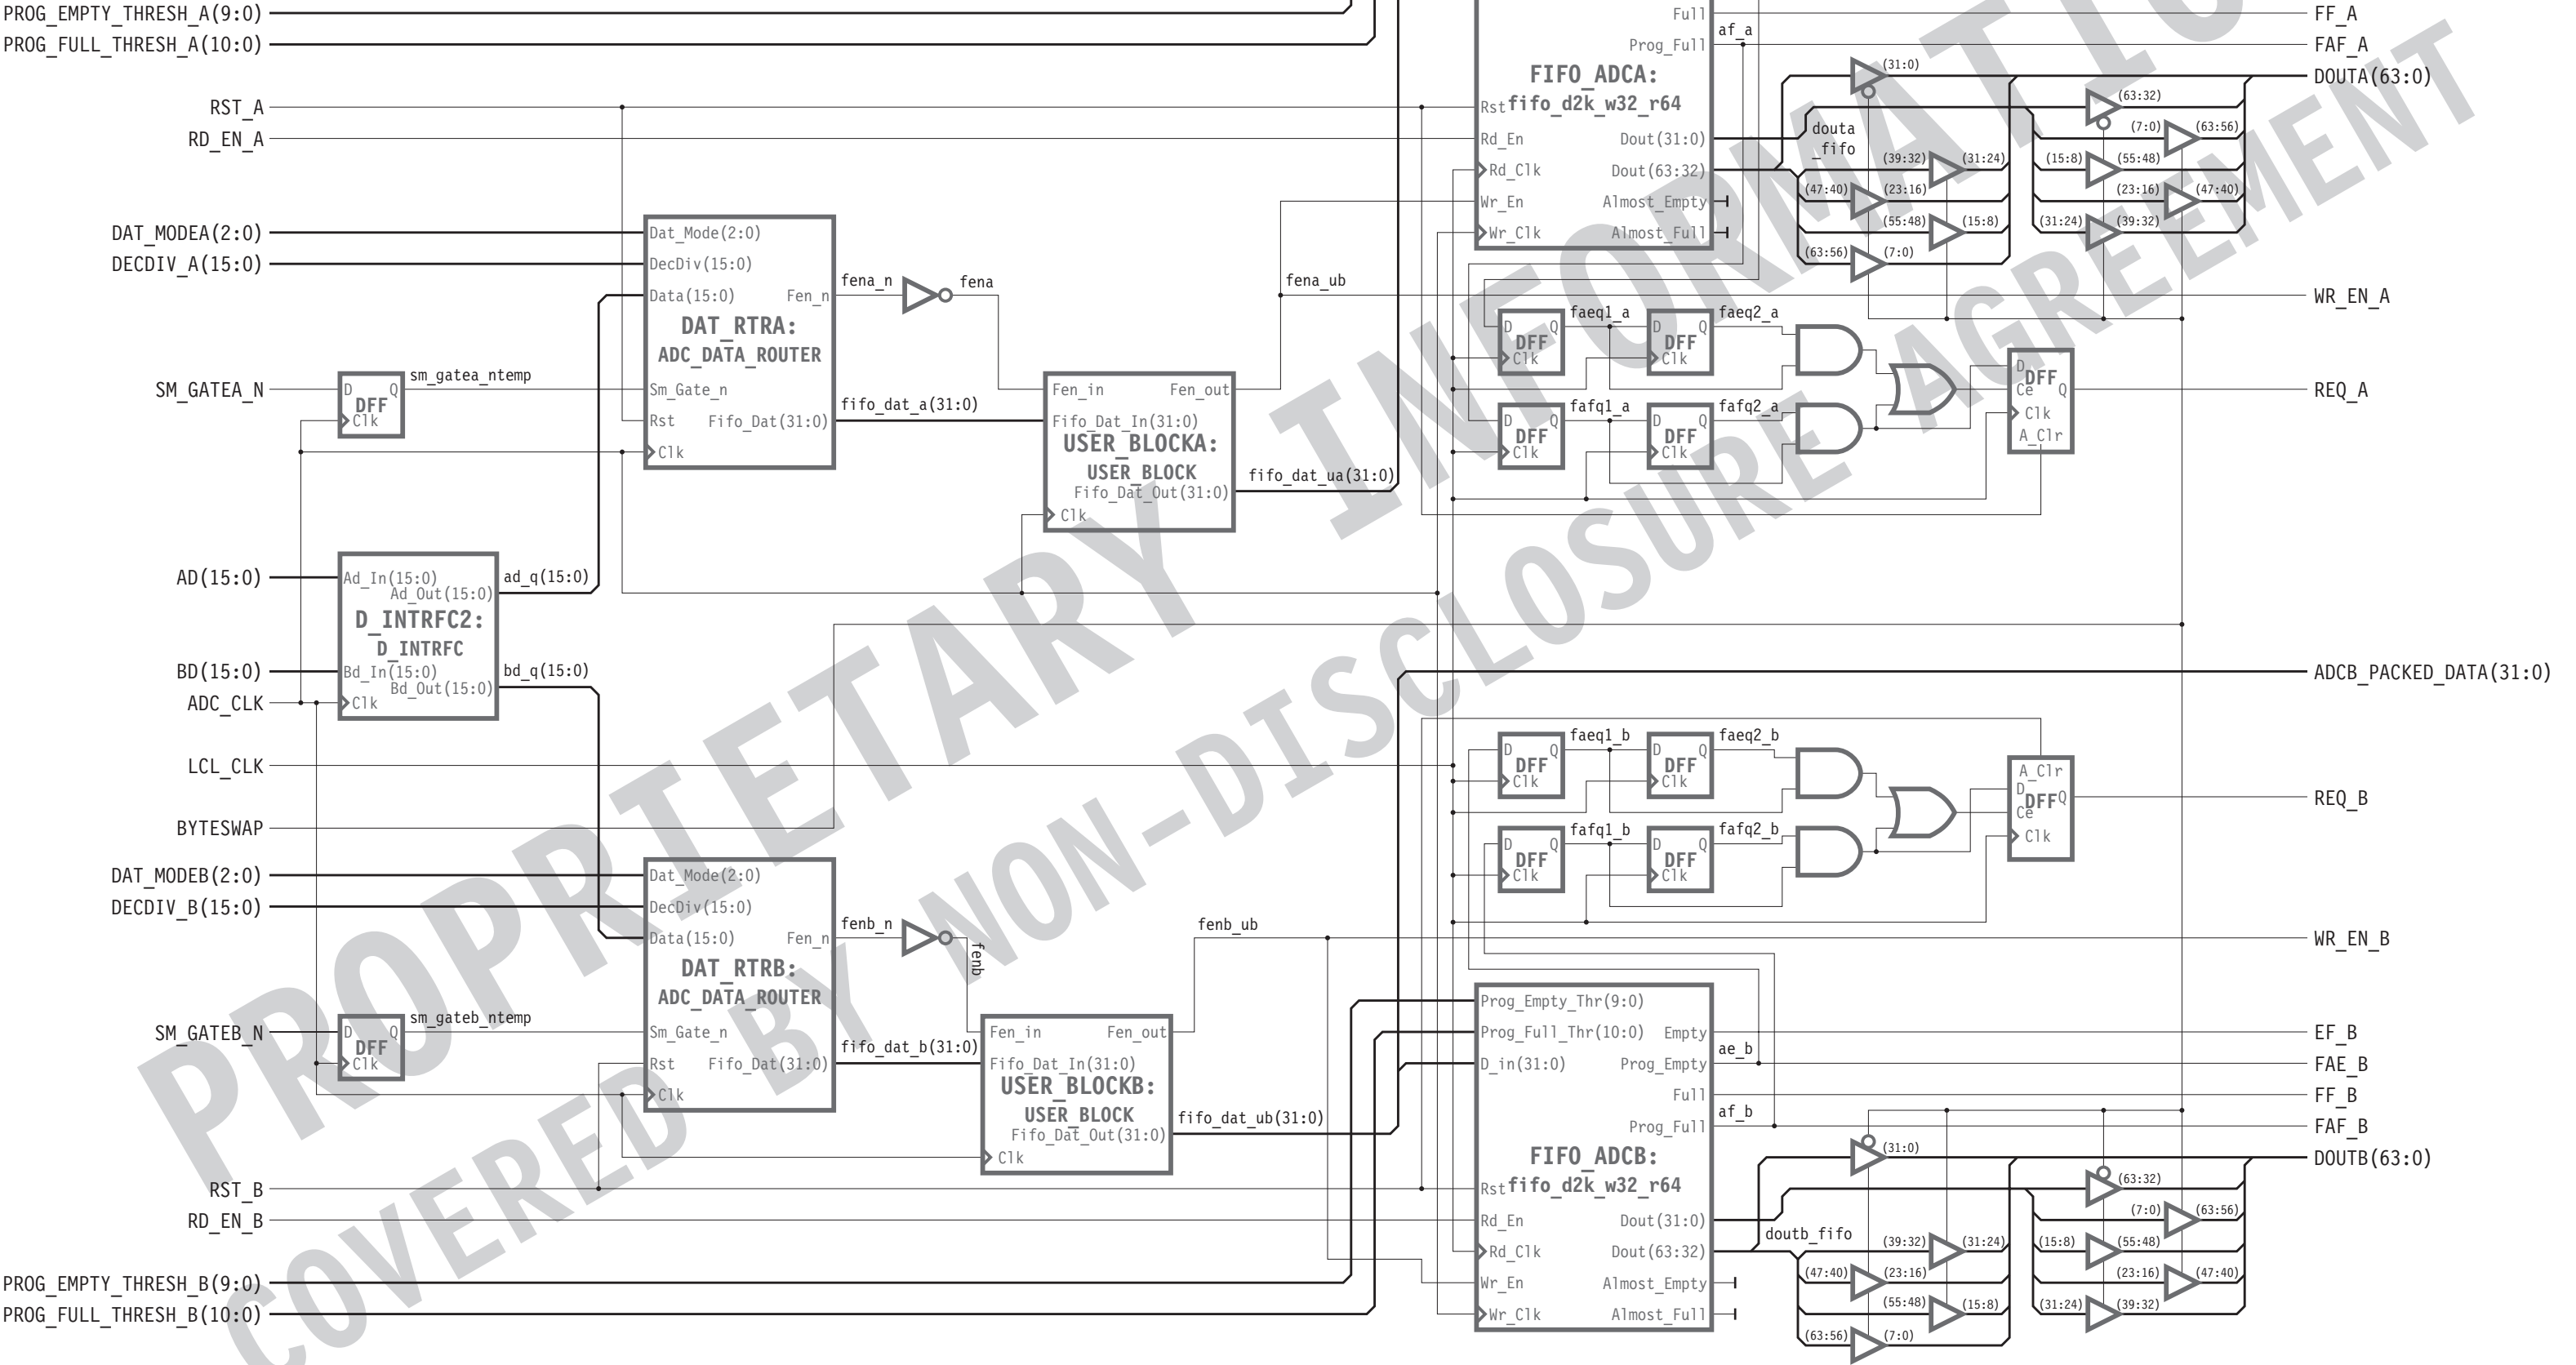 PROG_EMPTY_THRESH_A(9:0)
PROG_FULL_THRESH_A(10:0)
RST_A
RD_EN_A
DAT_MODEA(2:0)
DECDIV_A(15:0)
SM_GATEA_N
AD(15:0)
BD(15:0)
ADC_CLK
LCL_CLK
BYTESWAP
DAT_MODEB(2:0)
DECDIV_B(15:0)
SM_GATEB_N
RST_B
RD_EN_B
PROG_EMPTY_THRESH_B(9:0)
PROG_FULL_THRESH_B(10:0)
D Q
DFF
Clk
sm_gatea_ntemp
Ad_In(15:0)
Ad_Out(15:0)
D_INTRFC2:
D_INTRFC
Bd_In(15:0)
Bd_Out(15:0)
Clk
ad_q(15:0)
bd_q(15:0)
D Q
DFF
Clk
sm_gateb_ntemp
Dat_Mode(2:0)
DecDiv(15:0)
Data(15:0) Fen_n
DAT_RTRA:
ADC_DATA_ROUTER
Sm_Gate_n
Rst Fifo_Dat(31:0)
Clk
fena_n
fena
fifo_dat_a(31:0)
Fen_in Fen_out
Fifo_Dat_In(31:0)
USER_BLOCKA:
USER_BLOCK
Fifo_Dat_Out(31:0)
Clk
fena_ub
fifo_dat_ua(31:0)
Dat_Mode(2:0)
DecDiv(15:0)
Data(15:0) Fen_n
DAT_RTRB:
ADC_DATA_ROUTER
Sm_Gate_n
Rst Fifo_Dat(31:0)
Clk
fenb_n
fenb
fifo_dat_b(31:0)
Fen_in Fen_out
Fifo_Dat_In(31:0)
USER_BLOCKB:
USER_BLOCK
Fifo_Dat_Out(31:0)
Clk
fenb_ub
fifo_dat_ub(31:0)
Full
Prog_Full
FIFO_ADCA:
Rst fifo_d2k_w32_r64
Rd_En Dout(31:0)
Rd_Clk Dout(63:32)
Wr_En Almost_Empty
Wr_Clk Almost_Full
af_a
douta
_fifo
(31:0)
(39:32) (31:24)
(47:40) (23:16)
(55:48) (15:8)
(63:56) (7:0)
(63:32)
(7:0) (63:56)
(15:8) (55:48)
(23:16) (47:40)
(31:24) (39:32)
D Q
DFF
Clk
faeq1_a
D Q
DFF
Clk
faeq2_a
D Q
DFF
Clk
fafq1_a
D Q
DFF
Clk
fafq2_a
D
DFF
Ce Q
Clk
A_Clr
D Q
DFF
Clk
faeq1_b
D Q
DFF
Clk
faeq2_b
D Q
DFF
Clk
fafq1_b
D Q
DFF
Clk
fafq2_b
A_Clr
D
DFF Q
Ce
Clk
Prog_Empty_Thr(9:0)
Prog_Full_Thr(10:0) Empty
D_in(31:0) Prog_Empty
Full
Prog_Full
FIFO_ADCB:
Rst fifo_d2k_w32_r64
Rd_En Dout(31:0)
Rd_Clk Dout(63:32)
Wr_En Almost_Empty
Wr_Clk Almost_Full
ae_b
af_b
doutb_fifo
(31:0)
(39:32) (31:24)
(47:40) (23:16)
(55:48) (15:8)
(63:56) (7:0)
(63:32)
(7:0) (63:56)
(15:8) (55:48)
(23:16) (47:40)
(31:24) (39:32)
FF_A
FAF_A
DOUTA(63:0)
WR_EN_A
REQ_A
ADCB_PACKED_DATA(31:0)
REQ_B
WR_EN_B
EF_B
FAE_B
FF_B
FAF_B
DOUTB(63:0)
PROPRIETARY INFORMATIO
COVERED BY NON-DISCLOSURE AGREEMENT